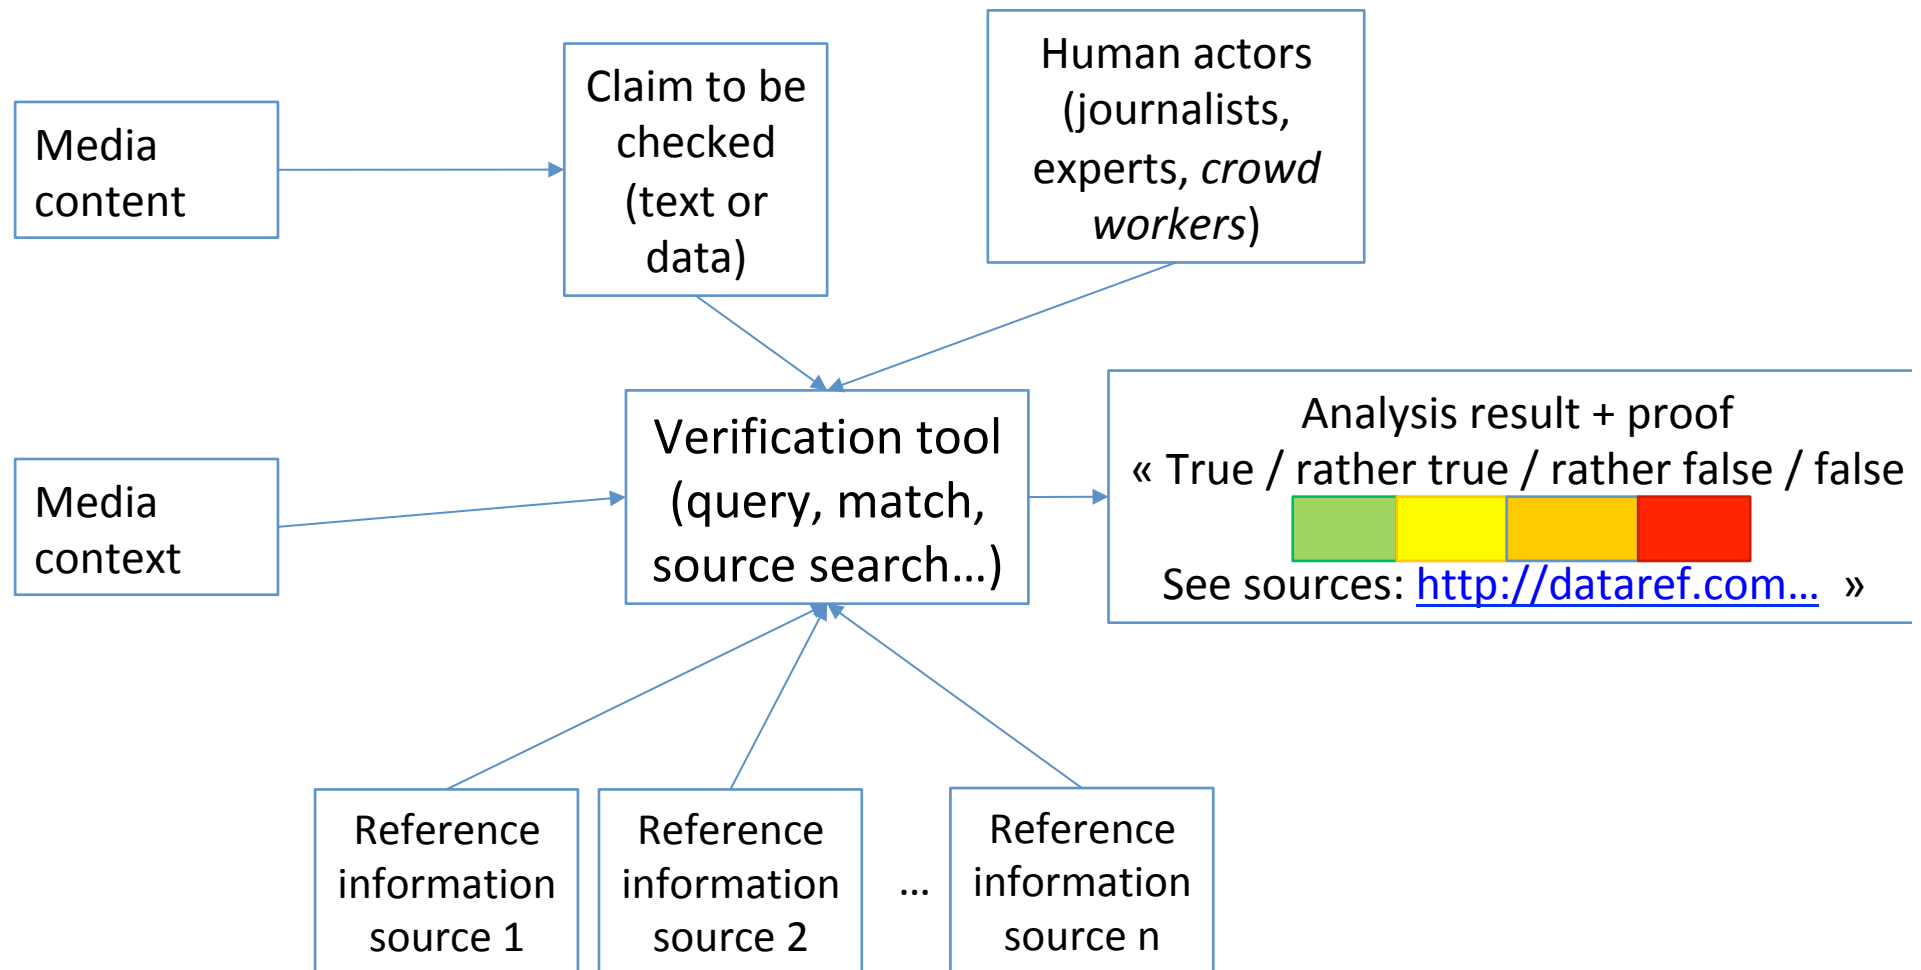 Media
content
Claim to be
checked
(text or
data)
Human actors
(journalists,
experts, crowd
workers)
Media
context
Verification tool
(query, match,
source search…)
Analysis result + proof
« True / rather true / rather false / false
See sources: http://dataref.com… »
Reference
information
source 1
Reference
information
source 2
…
Reference
information
source n